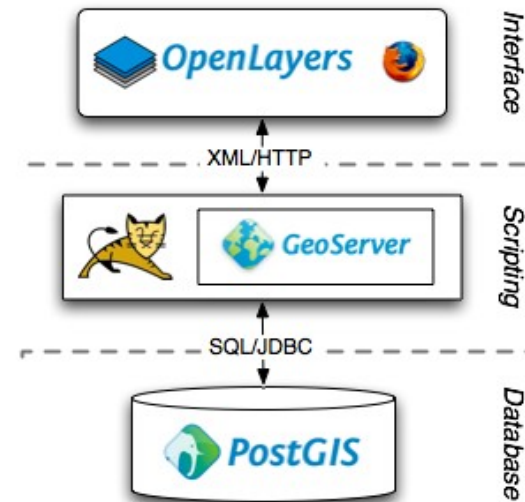 OpenLayers
Interface
XML/HTTP
GeoServer
Scripting
SQL/JDBC
PostGIS
Database